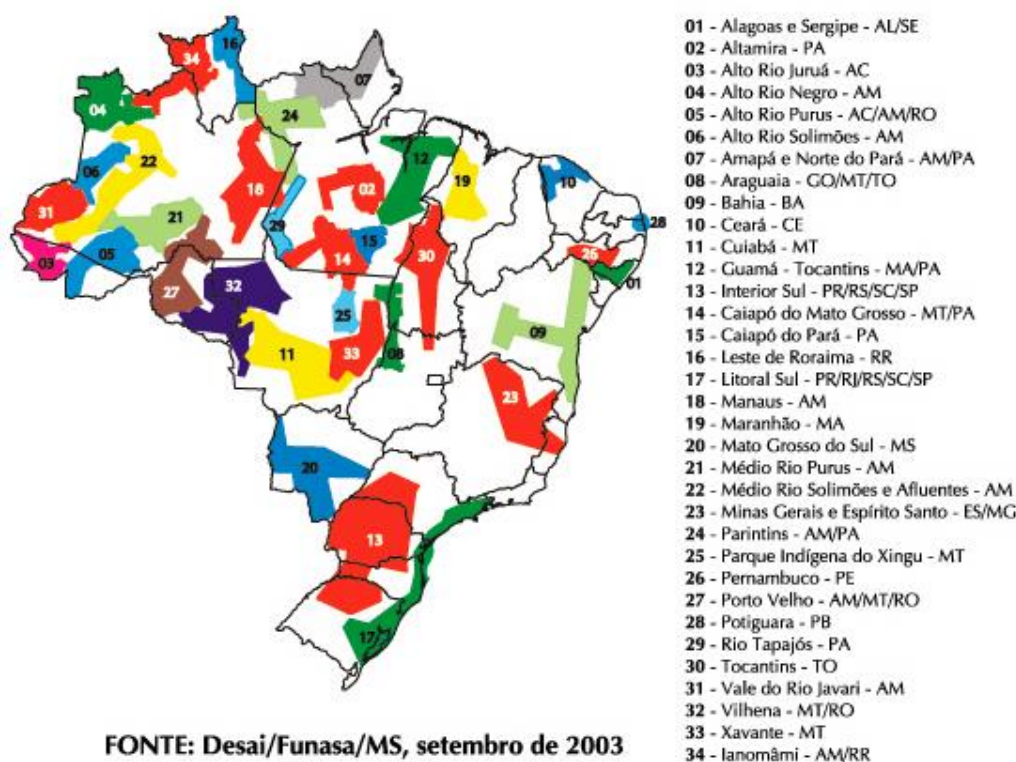 34
16
07
04
24
22
06
12
18
02
19
10
31
29
28
21
15
03
05
14
30
26
27
32
01
25
09
11
33
08
23
20
13
17
01 - Alagoas e Sergipe - AL/SE
02 - Altamira - PA
03 - Alto Rio Juruá - AC
04 - Alto Rio Negro - AM
05 - Alto Rio Purus - AC/AM/RO
06 - Alto Rio Solimões - AM
07 - Amapá e Norte do Pará - AM/PA
08 - Araguaia - GO/MT/TO
09 - Bahia - BA
10 - Ceará - CE
11 - Cuiabá - MT
12 - Guamá - Tocantins - MA/PA
13 - Interior Sul - PR/RS/SC/SP
14 - Caiapó do Mato Grosso - MT/PA
15 - Caiapó do Pará - PA
16 - Leste de Roraima - RR
17 - Litoral Sul - PR/RJ/RS/SC/SP
18 - Manaus - AM
19 - Maranhão - MA
20 - Mato Grosso do Sul - MS
21 - Médio Rio Purus - AM
22 - Médio Rio Solimões e Afluentes - AM
23 - Minas Gerais e Espírito Santo - ES/MG
24 - Parintins - AM/PA
25 - Parque Indígena do Xingu - MT
26 - Pernambuco - PE
27 - Porto Velho - AM/MT/RO
28 - Potiguara - PB
29 - Rio Tapajós - PA
30 - Tocantins - TO
31 - Vale do Rio Javari - AM
32 - Vilhena - MT/RO
33 - Xavante - MT
34 - Ianomâmi - AM/RR
FONTE: Desai/Funasa/MS, setembro de 2003